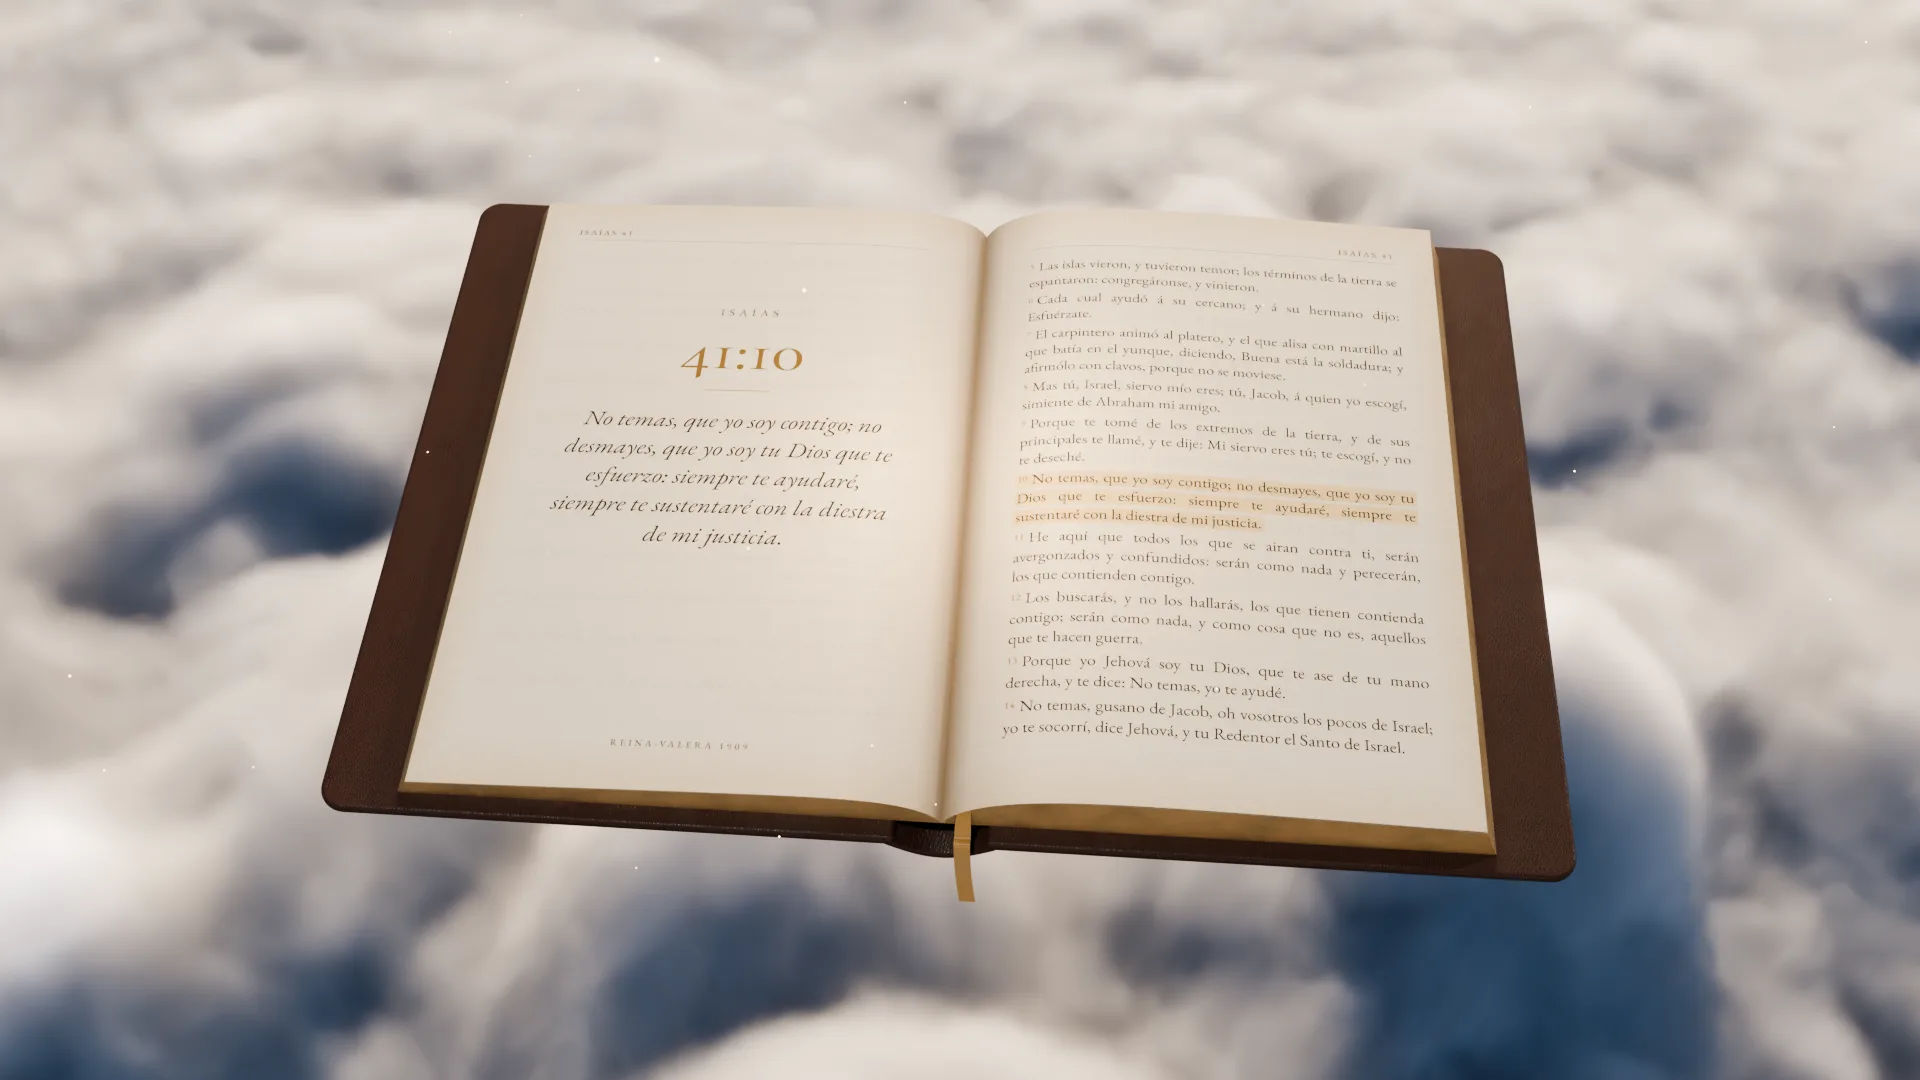 ISAÍAS 41
ISAÍAS
41:10
No temas, que yo soy contigo; no
desmayes, que yo soy tu Dios que te
esfuerzo: siempre te ayudaré,
siempre te sustentaré con la diestra
de mi justicia.
REINA-VALERA 1909
ISAÍAS 41
5 Las islas vieron, y tuvieron temor; los términos de la tierra se
espantaron: congregáronse, y vinieron.
6 Cada cual ayudó á su cercano; y á su hermano dijo:
Esfuérzate.
7 El carpintero animó al platero, y el que alisa con martillo al
que batía en el yunque, diciendo, Buena está la soldadura; y
afirmólo con clavos, porque no se moviese.
8 Mas tú, Israel, siervo mío eres; tú, Jacob, á quien yo escogí,
simiente de Abraham mi amigo.
9 Porque te tomé de los extremos de la tierra, y de sus
principales te llamé, y te dije: Mi siervo eres tú; te escogí, y no
te deseché.
10 No temas, que yo soy contigo; no desmayes, que yo soy tu
Dios que te esfuerzo: siempre te ayudaré, siempre te
sustentaré con la diestra de mi justicia.
11 He aquí que todos los que se airan contra ti, serán
avergonzados y confundidos: serán como nada y perecerán,
los que contienden contigo.
12 Los buscarás, y no los hallarás, los que tienen contienda
contigo: serán como nada, y como cosa que no es, aquellos
que te hacen guerra.
13 Porque yo Jehová soy tu Dios, que te ase de tu mano
derecha, y te dice: No temas, yo te ayudé.
14 No temas, gusano de Jacob, oh vosotros los pocos de Israel;
yo te socorrí, dice Jehová, y tu Redentor el Santo de Israel.